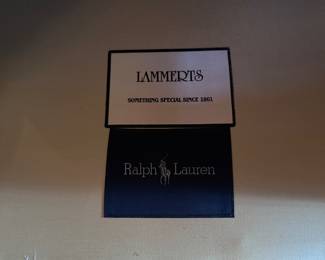 LAMMERTS
SOMETHING SPECIAL SINCE 1861
Ralph Lauren